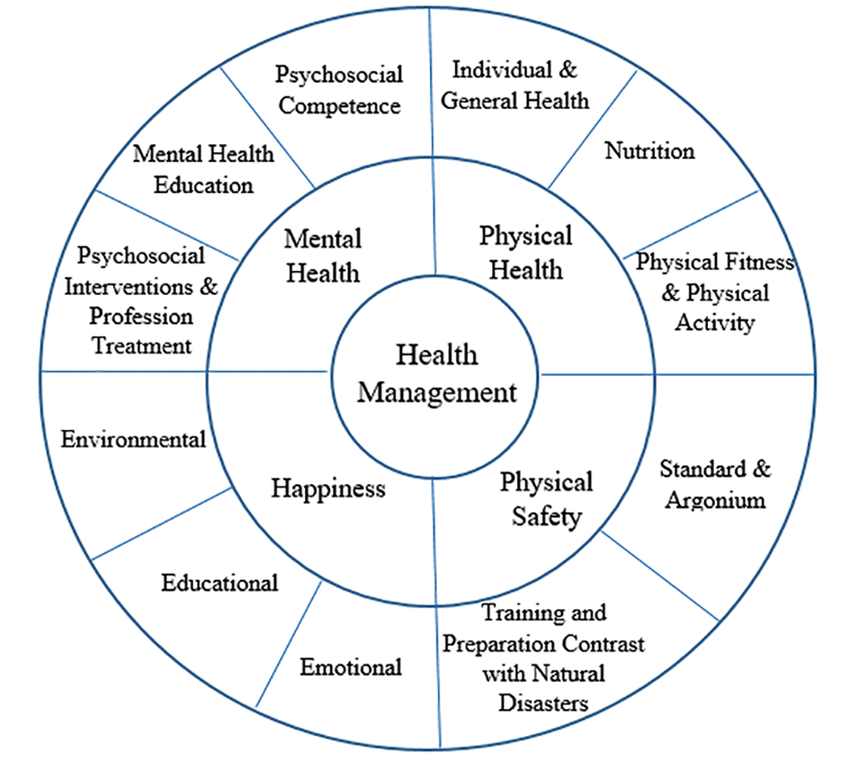 Psychosocial
Competence
Individual &
General Health
Nutrition
Physical Fitness
& Physical
Activity
Standard &
Argonium
Training and
Preparation Contrast
with Natural
Disasters
Emotional
Educational
Environmental
Psychosocial
Interventions &
Profession
Treatment
Mental Health
Education
Mental
Health
Physical
Health
Physical
Safety
Happiness
Health
Management